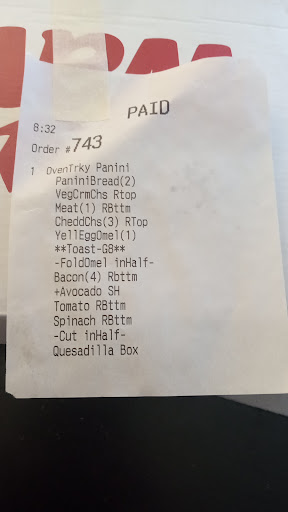 PAID
8:32
Order #743
1 OvenTrky Panini
PaniniBread(2)
VegCrmChs Rtop
Meat(1) RBttm
CheddChs(3) RTop
YellEggOmel(1)
**Toast-G8**
-FoldOmel inHalf-
Bacon(4) Rbttm
+Avocado SH
Tomato RBttm
Spinach RBttm
-Cut inHalf-
Quesadilla Box